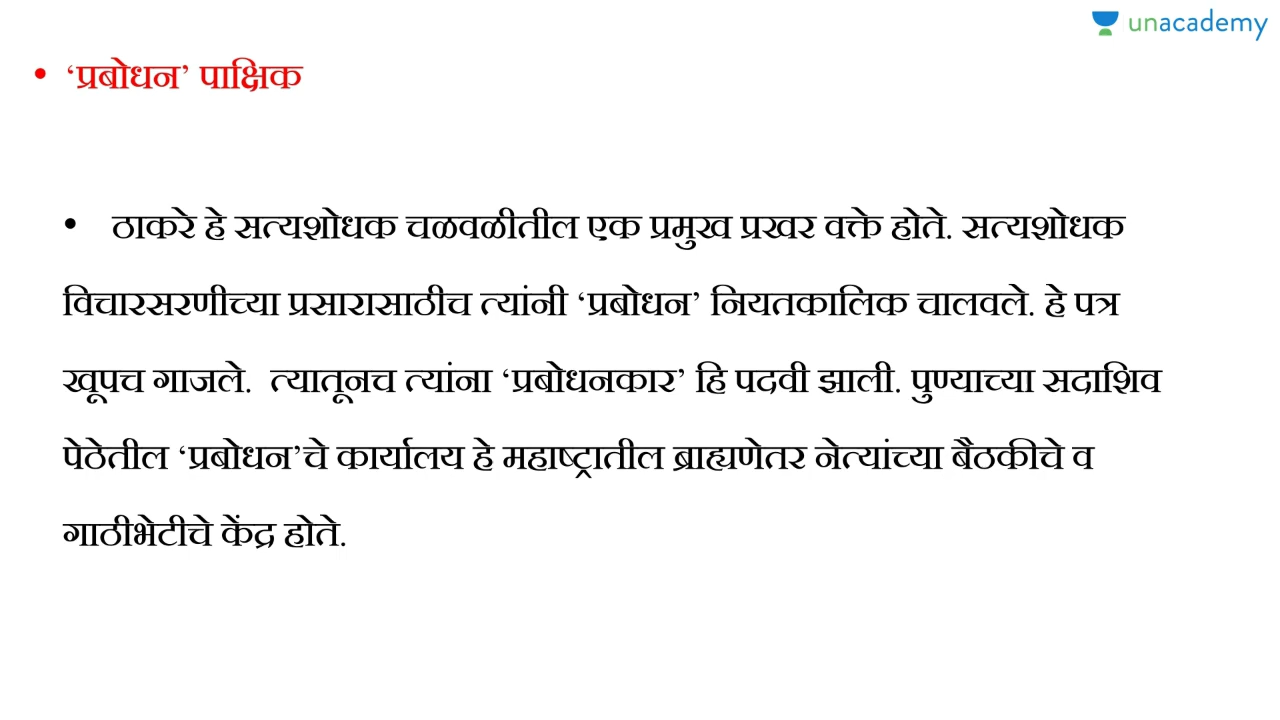 unacademy
• ‘प्रबोधन’ पाक्षिक
• ठाकरे हे सत्यशोधक चळवळीतील एक प्रमुख प्रखर वक्ते होते. सत्यशोधक
विचारसरणीच्या प्रसारासाठीच त्यांनी ‘प्रबोधन’ नियतकालिक चालवले. हे पत्र
खूपच गाजले. त्यातूनच त्यांना ‘प्रबोधनकार’ हि पदवी झाली. पुण्याच्या सदाशिव
पेठेतील ‘प्रबोधन’चे कार्यालय हे महाष्ट्रातील ब्राह्यणेतर नेत्यांच्या बैठकीचे व
गाठीभेटीचे केंद्र होते.